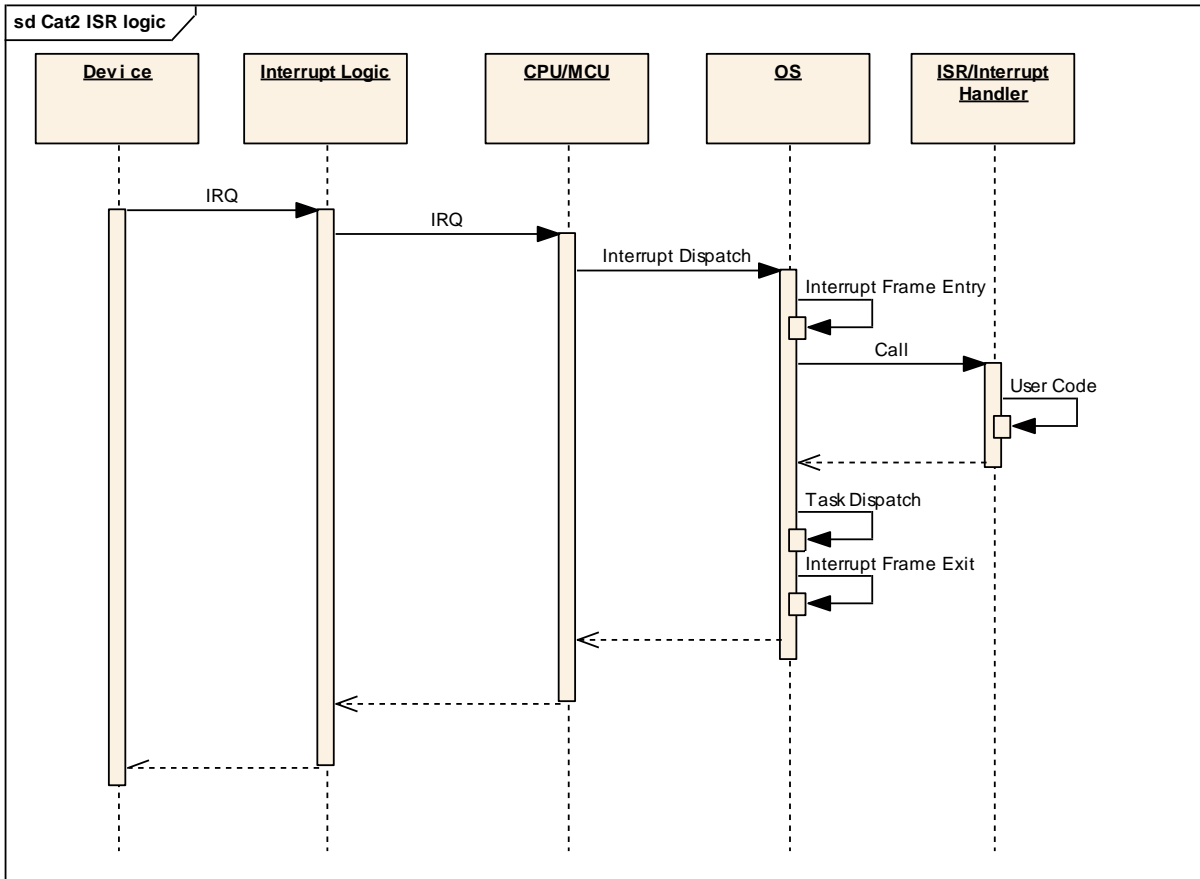 sd Cat2 ISR logic
Device
Interrupt Logic
CPU/MCU
OS
ISR/Interrupt
Handler
IRQ
IRQ
Interrupt Dispatch
Interrupt Frame Entry
Call
User Code
Task Dispatch
Interrupt Frame Exit